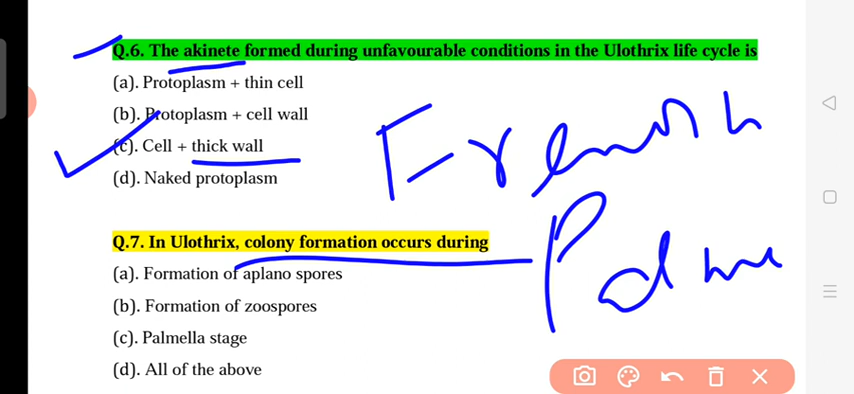 Q.6. The akinete formed during unfavourable conditions in the Ulothrix life cycle is
(a). Protoplasm + thin cell
(b). Protoplasm + cell wall
(c). Cell + thick wall
(d). Naked protoplasm
Q.7. In Ulothrix, colony formation occurs during
(a). Formation of aplano spores
(b). Formation of zoospores
(c). Palmella stage
(d). All of the above